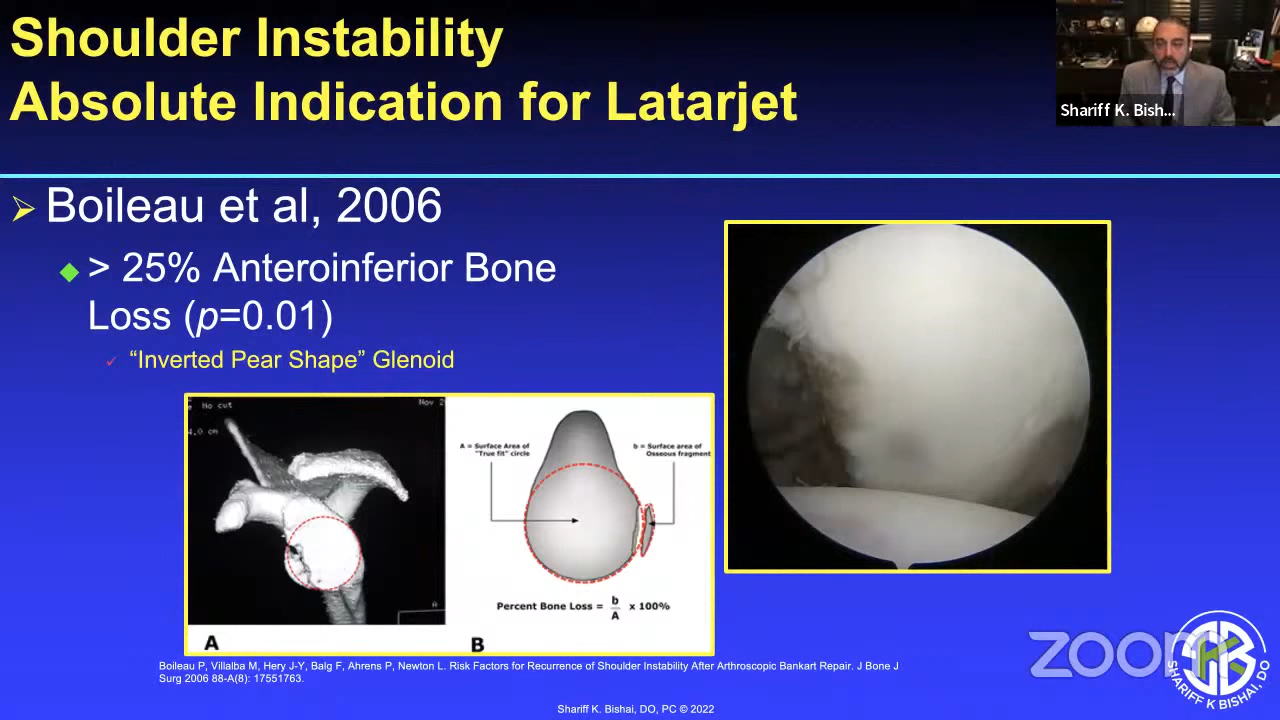 Shoulder Instability
Absolute Indication for Latarjet
Shariff K. Bish...
Boileau et al, 2006
> 25% Anteroinferior Bone
Loss (p=0.01)
“Inverted Pear Shape” Glenoid
No cut
Nov 2
4.0 cm
A
A = Surface Area of
"True fit" circle
b = Surface area of
Osseous fragment
Percent Bone Loss = b/A x 100%
A
B
Boileau P, Villalba M, Hery J-Y, Balg F, Ahrens P, Newton L. Risk Factors for Recurrence of Shoulder Instability After Arthroscopic Bankart Repair. J Bone J
Surg 2006 88-A(8): 17551763.
Shariff K. Bishai, DO, PC © 2022
zoom
SHARIFF K BISHAI, DO